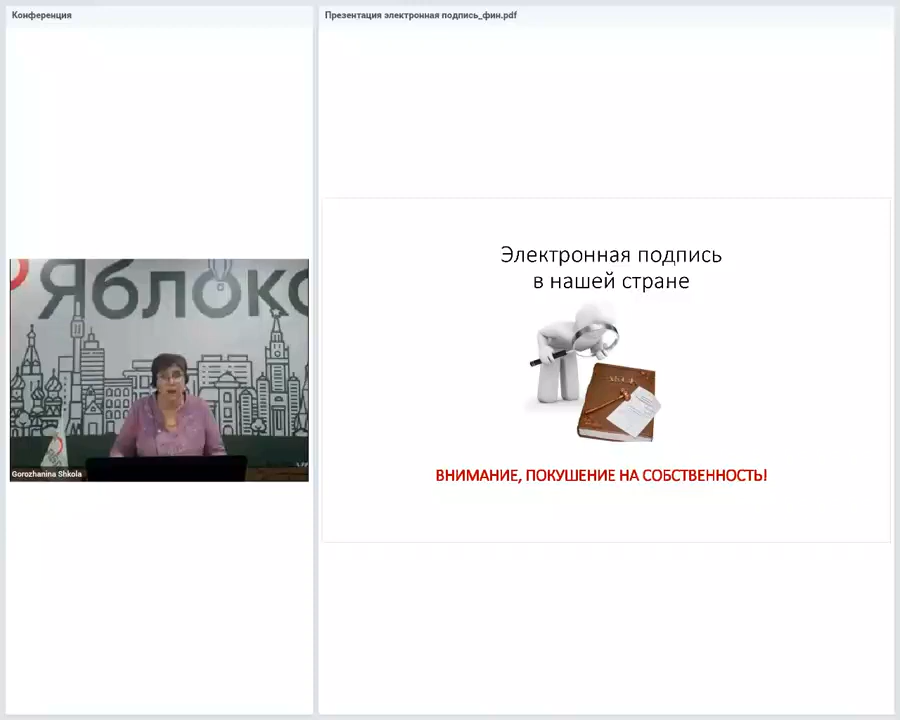 Конференция
Презентация электронная подпись_фин.pdf
Яблоко
Gorozhanina Shkola
Электронная подпись
в нашей стране
ВНИМАНИЕ, ПОКУШЕНИЕ НА СОБСТВЕННОСТЬ!